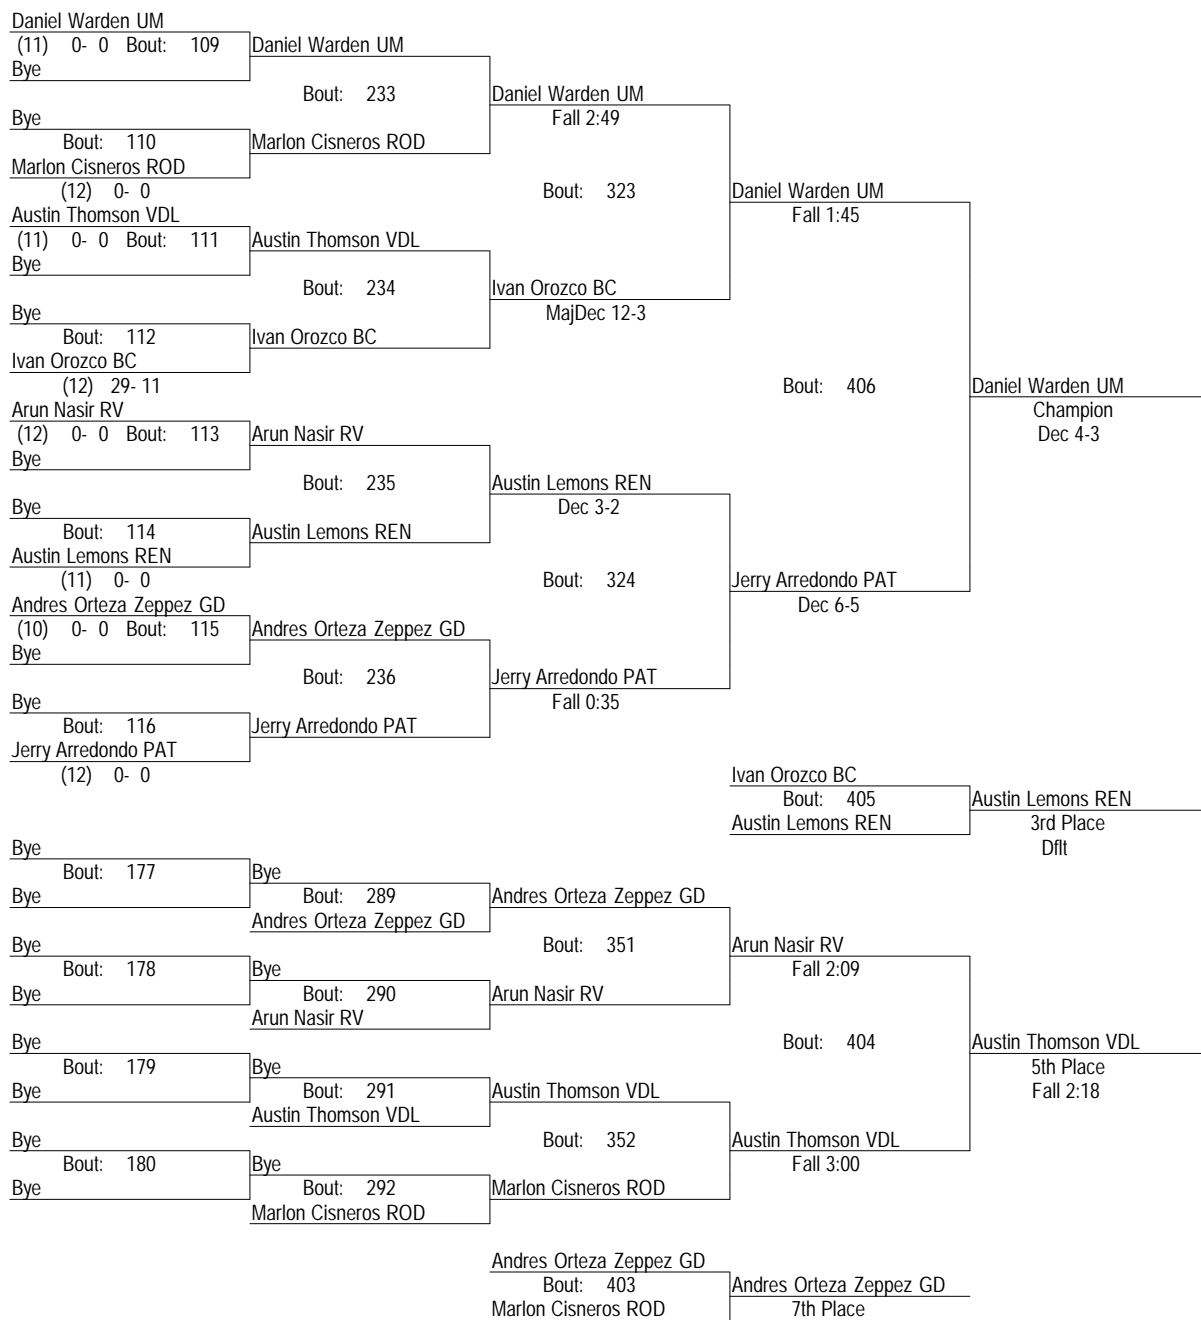 Daniel Warden UM
(11) 0- 0 Bout: 109 Daniel Warden UM
Bye
Bout: 233 Daniel Warden UM
Bye Fall 2:49
Bout: 110 Marlon Cisneros ROD
Marlon Cisneros ROD
(12) 0- 0 Bout: 323 Daniel Warden UM
Austin Thomson VDL Fall 1:45
(11) 0- 0 Bout: 111 Austin Thomson VDL
Bye
Bout: 234 Ivan Orozco BC
Bye MajDec 12-3
Bout: 112 Ivan Orozco BC
Ivan Orozco BC
(12) 29- 11 Bout: 406 Daniel Warden UM
Arun Nasir RV Champion
(12) 0- 0 Bout: 113 Arun Nasir RV Dec 4-3
Bye
Bout: 235 Austin Lemons REN
Bye Dec 3-2
Bout: 114 Austin Lemons REN
Austin Lemons REN
(11) 0- 0 Bout: 324 Jerry Arredondo PAT
Andres Orteza Zeppez GD Dec 6-5
(10) 0- 0 Bout: 115 Andres Orteza Zeppez GD
Bye
Bout: 236 Jerry Arredondo PAT
Bye Fall 0:35
Bout: 116 Jerry Arredondo PAT
Jerry Arredondo PAT
(12) 0- 0 Ivan Orozco BC
Bout: 405 Austin Lemons REN
Austin Lemons REN 3rd Place
Bye Dflt
Bout: 177 Bye
Bye Bout: 289 Andres Orteza Zeppez GD
Andres Orteza Zeppez GD
Bye Bout: 351 Arun Nasir RV
Bout: 178 Bye Fall 2:09
Bye Bout: 290 Arun Nasir RV
Arun Nasir RV
Bye Bout: 404 Austin Thomson VDL
Bout: 179 Bye 5th Place
Bye Bout: 291 Austin Thomson VDL Fall 2:18
Austin Thomson VDL
Bye Bout: 352 Austin Thomson VDL
Bout: 180 Bye Fall 3:00
Bye Bout: 292 Marlon Cisneros ROD
Marlon Cisneros ROD
Andres Orteza Zeppez GD
Bout: 403 Andres Orteza Zeppez GD
Marlon Cisneros ROD 7th Place